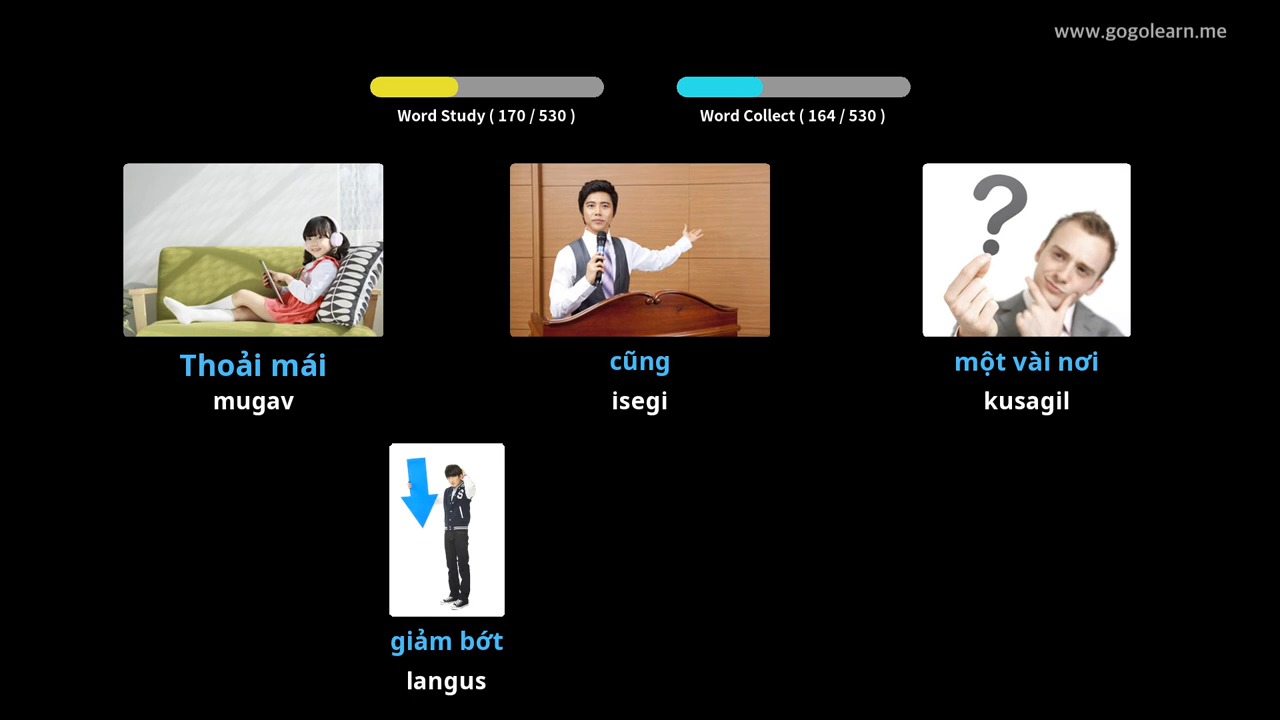 www.gogolearn.me
Word Study ( 170 / 530 )
Word Collect ( 164 / 530 )
Thoải mái
mugav
cũng
isegi
một vài nơi
kusagil
giảm bớt
langus